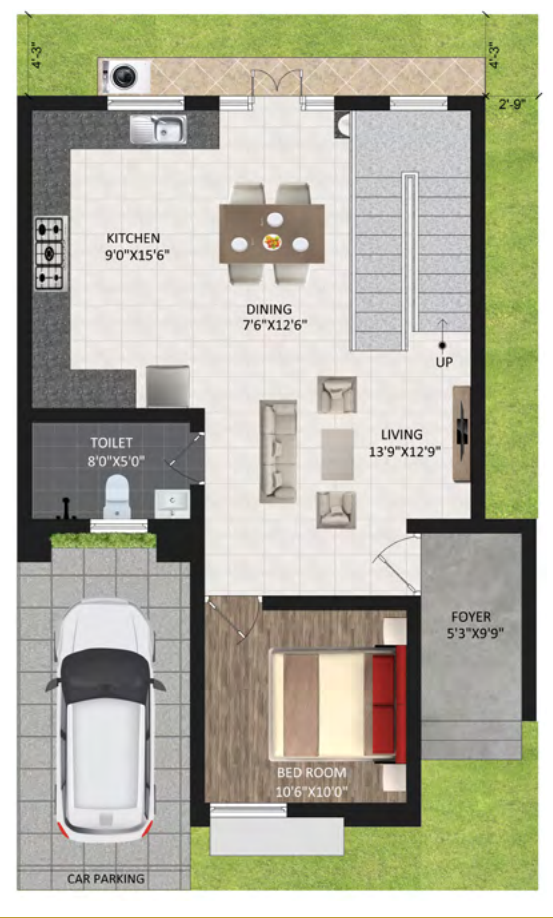 4'-3"
4'-3"
2'-9"
KITCHEN
9'0"X15'6"
DINING
7'6"X12'6"
UP
TOILET
8'0"X5'0"
LIVING
13'9"X12'9"
FOYER
5'3"X9'9"
BED ROOM
10'6"X10'0"
CAR PARKING